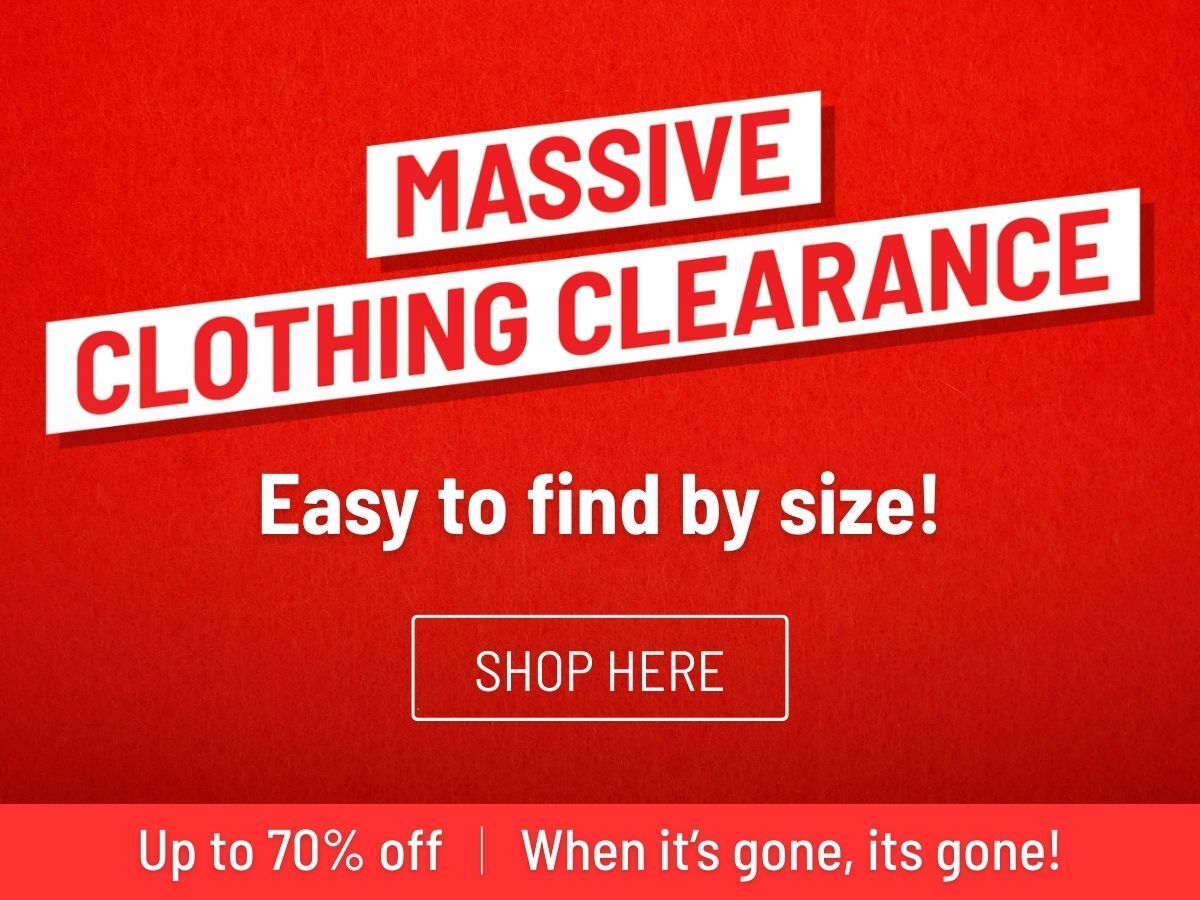 MASSIVE
CLOTHING CLEARANCE
Easy to find by size!
SHOP HERE
Up to 70% off | When it’s gone, its gone!